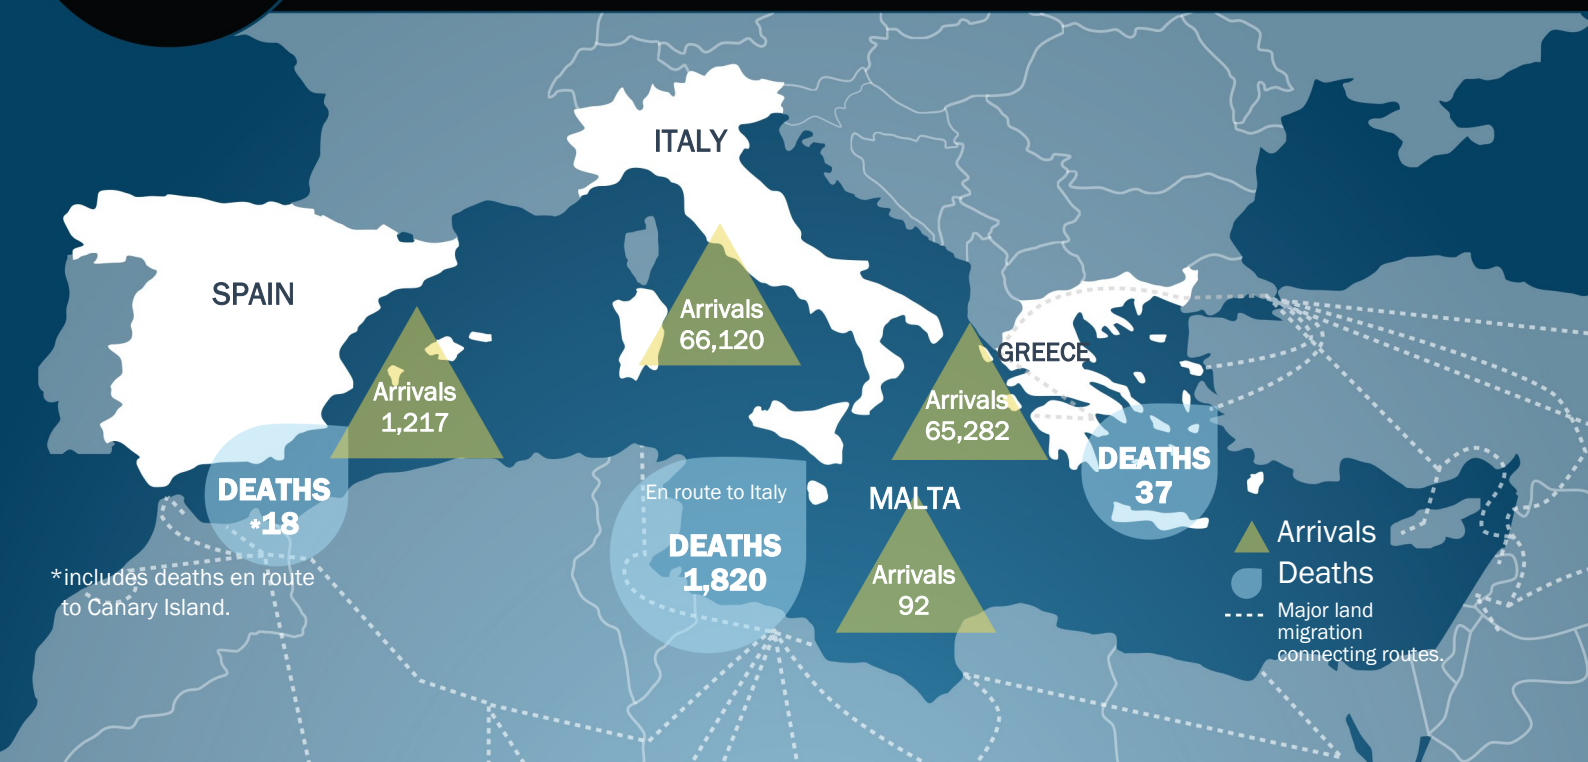 ITALY
SPAIN
Arrivals
66,120
GREECE
Arrivals
1,217
Arrivals
65,282
DEATHS
*18
En route to Italy
DEATHS
1,820
MALTA
DEATHS
37
Arrivals
92
*includes deaths en route
to Canary Island.
Arrivals
Deaths
Major land
migration
connecting routes.